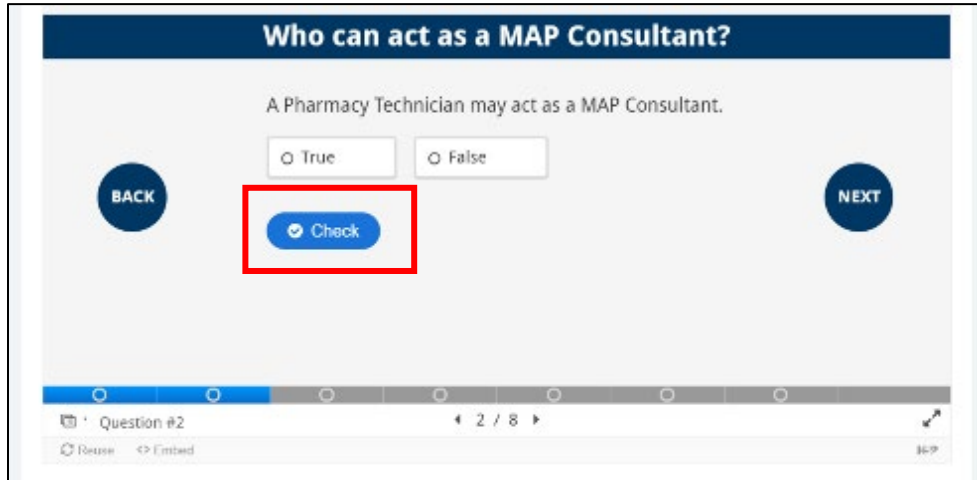 Who can act as a MAP Consultant?
A Pharmacy Technician may act as a MAP Consultant.
True False
BACK
NEXT
Check
Question #2
2 / 8
Reuse <> Embed
H-P